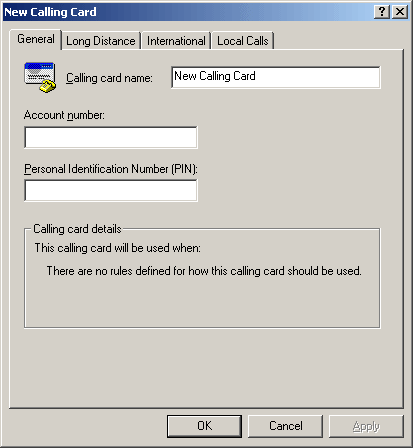 New Calling Card
General Long Distance International Local Calls
Calling card name: New Calling Card
Account number:
Personal Identification Number (PIN):
Calling card details
This calling card will be used when:
There are no rules defined for how this calling card should be used.
OK Cancel Apply